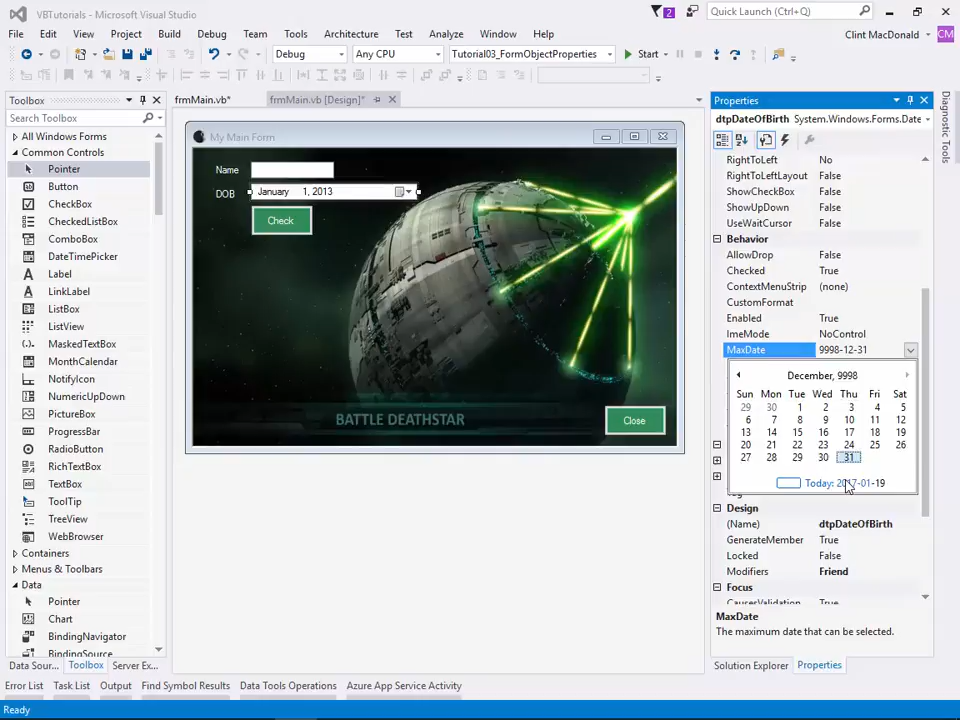 VBTutorials - Microsoft Visual Studio
2
Quick Launch (Ctrl+Q)
File Edit View Project Build Debug Team Tools Test Analyze Window Help
Clint MacDonald CM
Debug Any CPU Tutorial03_FormObjectProperties Start
Toolbox
Search Toolbox
All Windows Forms
Common Controls
Pointer
Button
CheckBox
CheckedListBox
ComboBox
DateTimePicker
Label
LinkLabel
ListBox
ListView
MaskedTextBox
MonthCalendar
NotifyIcon
NumericUpDown
PictureBox
ProgressBar
RadioButton
RichTextBox
TextBox
ToolTip
TreeView
WebBrowser
Containers
Menus & Toolbars
Data
Pointer
Chart
BindingNavigator
BindingSource
Data Sour... Toolbox Server Ex...
frmMain.vb* frmMain.vb [Design]*
My Main Form
Name
DOB January 1, 2013
Check
BATTLE DEATHSTAR
Close
Properties
dtpDateOfBirth System.Windows.Forms.Date
RightToLeft No
RightToLeftLayout False
ShowCheckBox False
ShowUpDown False
UseWaitCursor False
Behavior
AllowDrop False
Checked True
ContextMenuStrip (none)
CustomFormat
Enabled True
ImeMode NoControl
MaxDate 9998-12-31
December, 9998
Sun Mon Tue Wed Thu Fri Sat
29 30 1 2 3 4 5
6 7 8 9 10 11 12
13 14 15 16 17 18 19
20 21 22 23 24 25 26
27 28 29 30 31
Today: 2017-01-19
Design
(Name) dtpDateOfBirth
GenerateMember True
Locked False
Modifiers Friend
Focus
CausesValidation True
MaxDate
The maximum date that can be selected.
Solution Explorer Properties
Diagnostic Tools
Error List Task List Output Find Symbol Results Data Tools Operations Azure App Service Activity
Ready